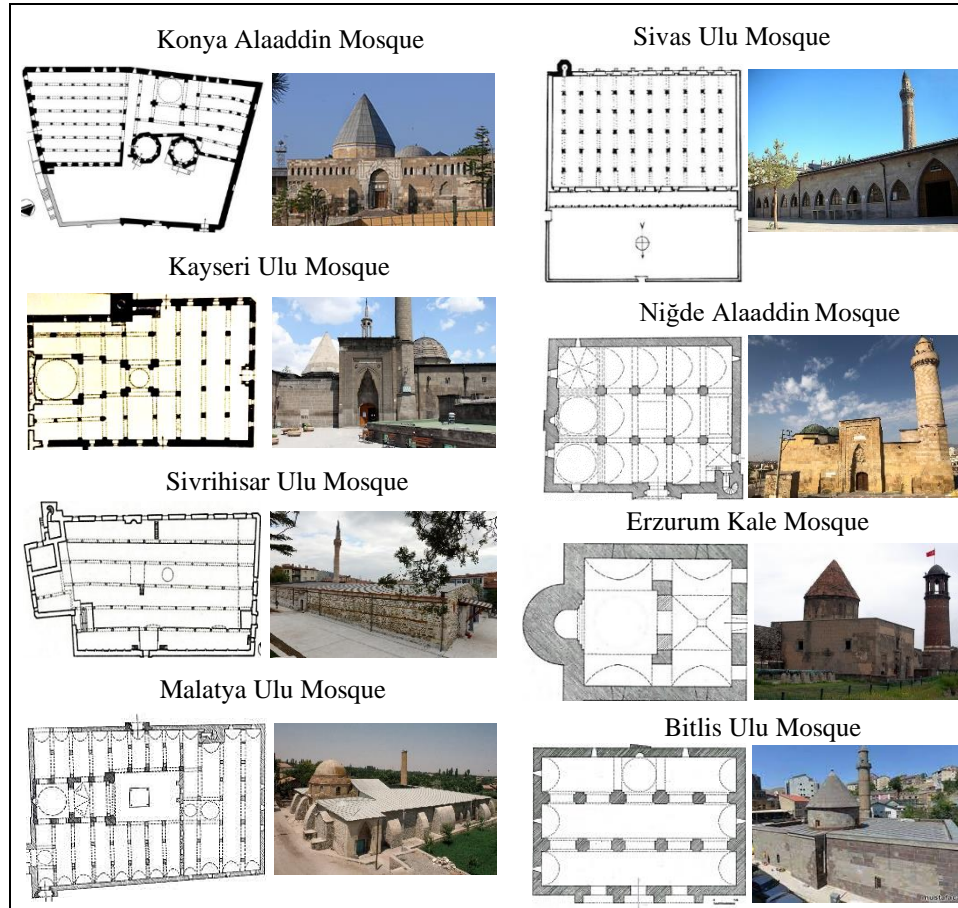 Konya Alaaddin Mosque
Sivas Ulu Mosque
Kayseri Ulu Mosque
Niğde Alaaddin Mosque
Sivrihisar Ulu Mosque
Erzurum Kale Mosque
Malatya Ulu Mosque
Bitlis Ulu Mosque